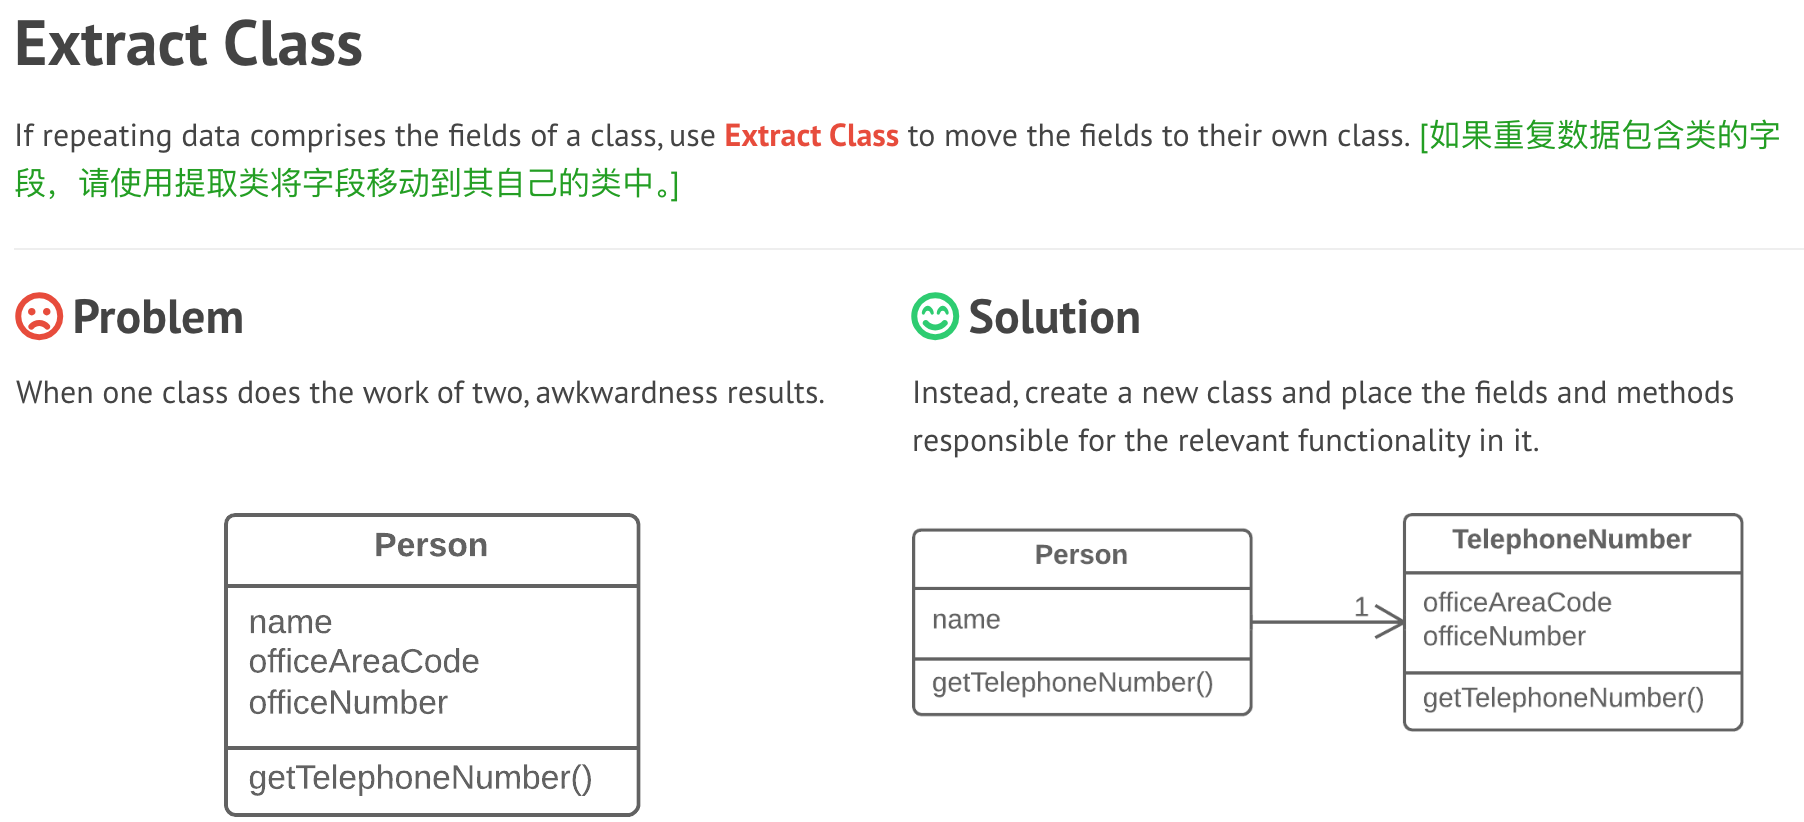 Extract Class
If repeating data comprises the fields of a class, use Extract Class to move the fields to their own class. [如果重复数据包含类的字
段，请使用提取类将字段移动到其自己的类中。]
Problem
When one class does the work of two, awkwardness results.
Person
name
officeAreaCode
officeNumber
getTelephoneNumber()
Solution
Instead, create a new class and place the fields and methods
responsible for the relevant functionality in it.
Person
name
getTelephoneNumber()
1
TelephoneNumber
officeAreaCode
officeNumber
getTelephoneNumber()